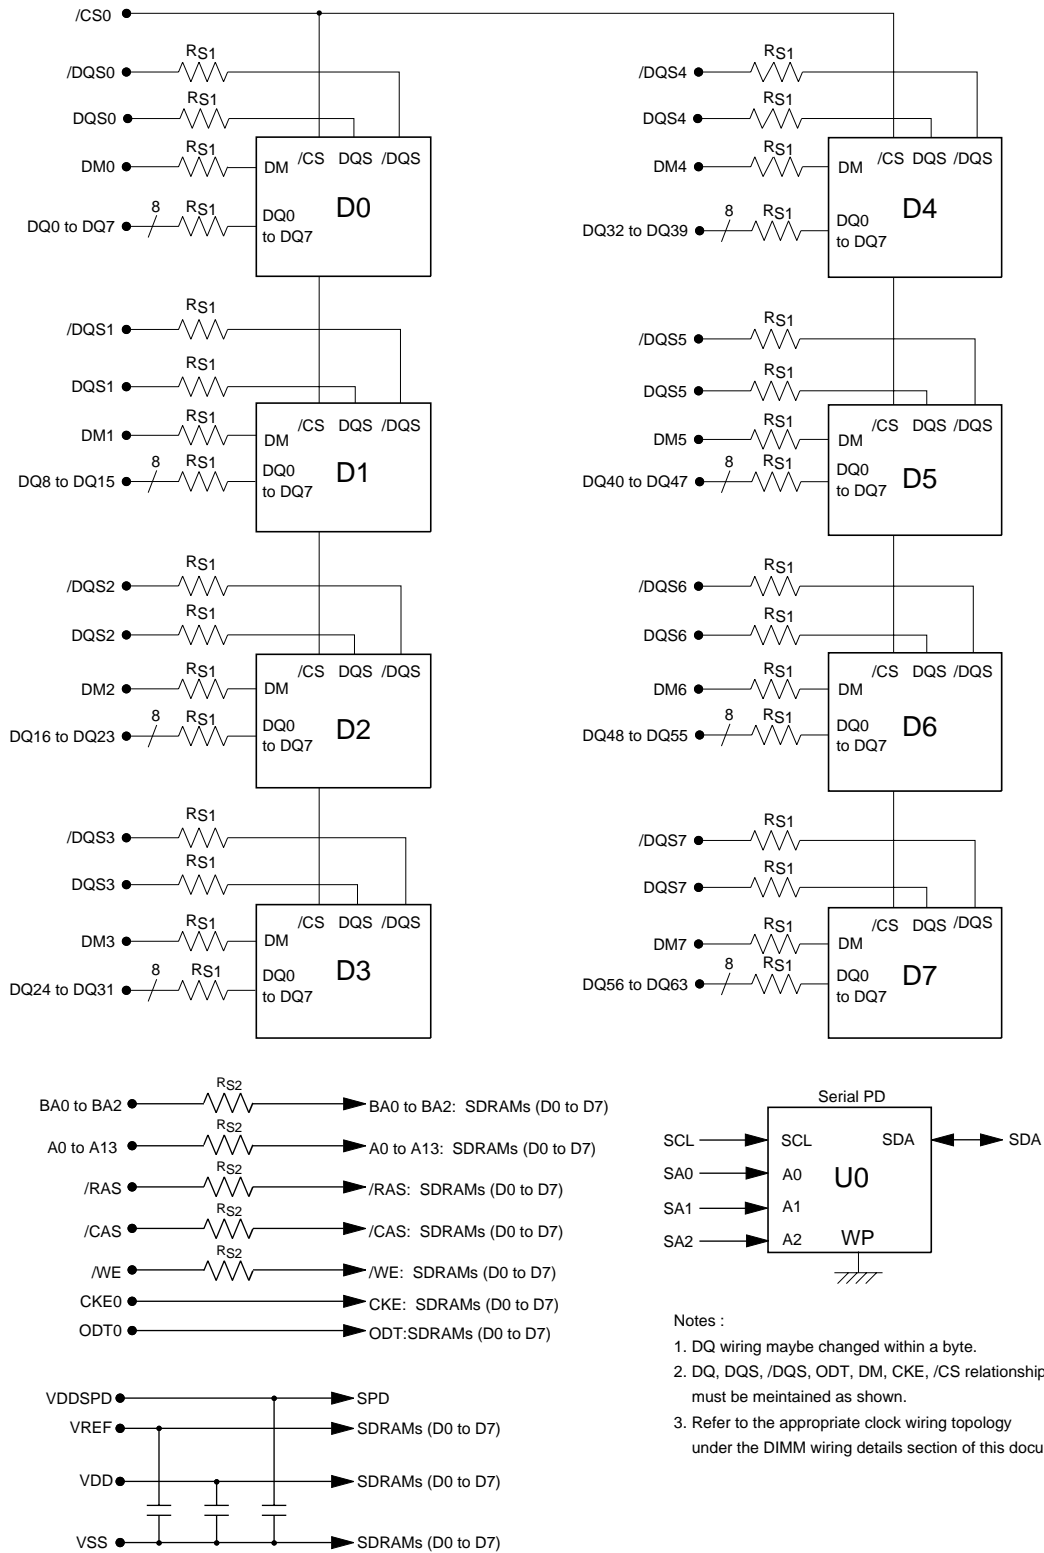 /CS0
RS1
/DQS0
RS1
DQS0
RS1
DM0
/CS DQS /DQS
DM
D0
8
RS1
DQ0 to DQ7
DQ0
to DQ7
RS1
/DQS1
RS1
DQS1
RS1
DM1
/CS DQS /DQS
DM
D1
8
RS1
DQ8 to DQ15
DQ0
to DQ7
RS1
/DQS2
RS1
DQS2
RS1
DM2
/CS DQS /DQS
DM
D2
8
RS1
DQ16 to DQ23
DQ0
to DQ7
RS1
/DQS3
RS1
DQS3
RS1
DM3
/CS DQS /DQS
DM
D3
8
RS1
DQ24 to DQ31
DQ0
to DQ7
RS1
/DQS4
RS1
DQS4
RS1
DM4
/CS DQS /DQS
DM
D4
8
RS1
DQ32 to DQ39
DQ0
to DQ7
RS1
/DQS5
RS1
DQS5
RS1
DM5
/CS DQS /DQS
DM
D5
8
RS1
DQ40 to DQ47
DQ0
to DQ7
RS1
/DQS6
RS1
DQS6
RS1
DM6
/CS DQS /DQS
DM
D6
8
RS1
DQ48 to DQ55
DQ0
to DQ7
RS1
/DQS7
RS1
DQS7
RS1
DM7
/CS DQS /DQS
DM
D7
8
RS1
DQ56 to DQ63
DQ0
to DQ7
RS2
BA0 to BA2 BA0 to BA2: SDRAMs (D0 to D7)
RS2
A0 to A13 A0 to A13: SDRAMs (D0 to D7)
RS2
/RAS /RAS: SDRAMs (D0 to D7)
RS2
/CAS /CAS: SDRAMs (D0 to D7)
RS2
/WE /WE: SDRAMs (D0 to D7)
CKE0 CKE: SDRAMs (D0 to D7)
ODT0 ODT:SDRAMs (D0 to D7)
VDDSPD SPD
VREF SDRAMs (D0 to D7)
VDD SDRAMs (D0 to D7)
VSS SDRAMs (D0 to D7)
Serial PD
SCL SCL SDA SDA
SA0 A0 U0
SA1 A1
SA2 A2 WP
Notes :
1. DQ wiring maybe changed within a byte.
2. DQ, DQS, /DQS, ODT, DM, CKE, /CS relationship
must be meintained as shown.
3. Refer to the appropriate clock wiring topology
under the DIMM wiring details section of this docu